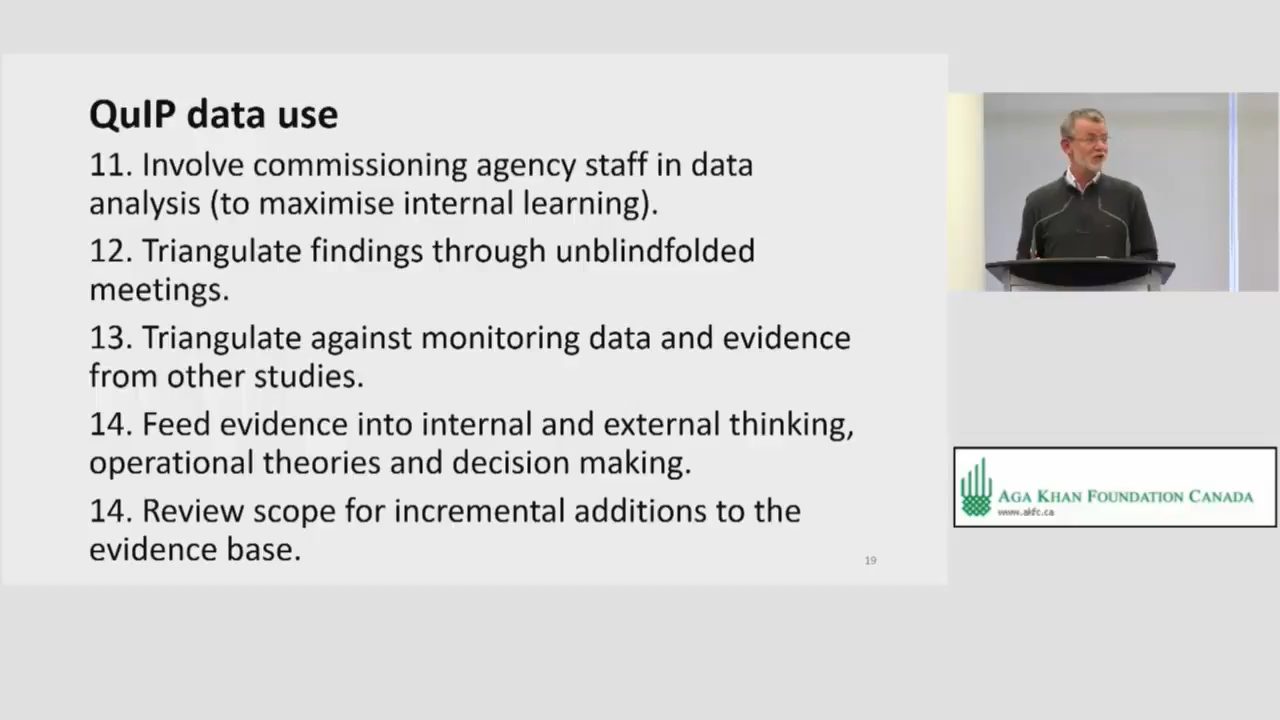 QuIP data use
11. Involve commissioning agency staff in data
analysis (to maximise internal learning).
12. Triangulate findings through unblindfolded
meetings.
13. Triangulate against monitoring data and evidence
from other studies.
14. Feed evidence into internal and external thinking,
operational theories and decision making.
14. Review scope for incremental additions to the
evidence base.
19
AGA KHAN FOUNDATION CANADA
www.akfc.ca